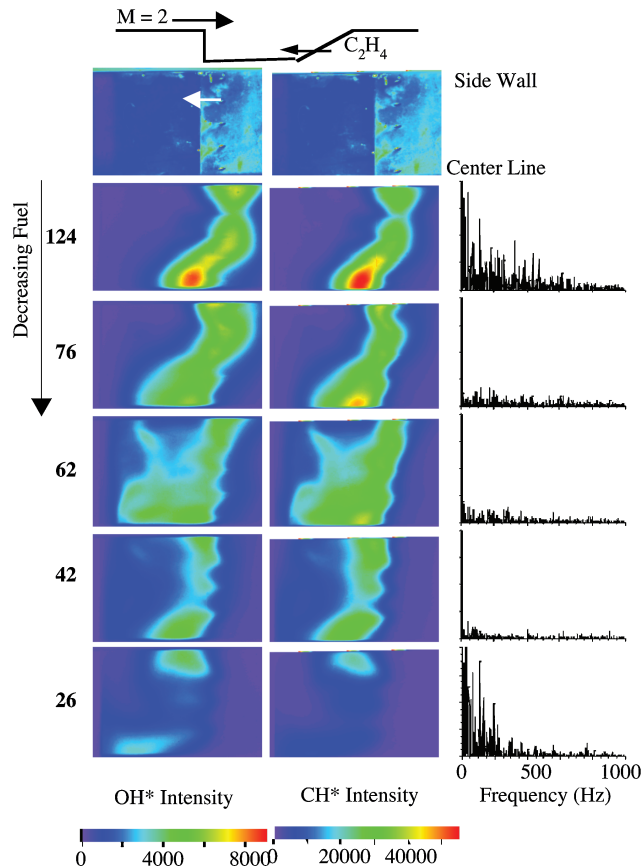 M = 2
C2H4
Side Wall
Center Line
Decreasing Fuel
124
76
62
42
26
0 500 1000
OH* Intensity
CH* Intensity
Frequency (Hz)
0 4000 8000
0 20000 40000